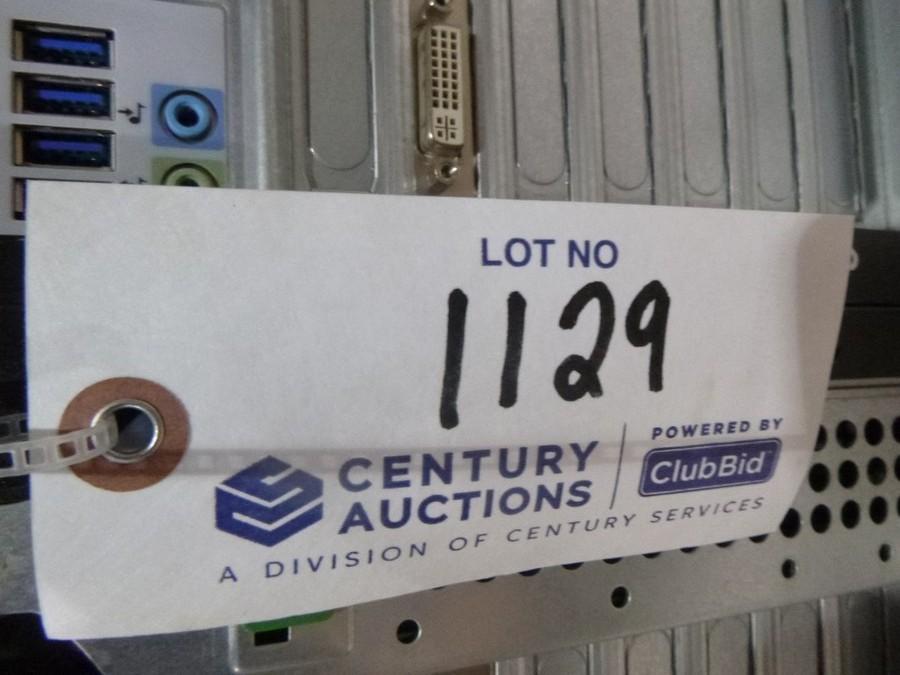 LOT NO
1129
CENTURY
AUCTIONS
POWERED BY
ClubBid
A DIVISION OF CENTURY SERVICES